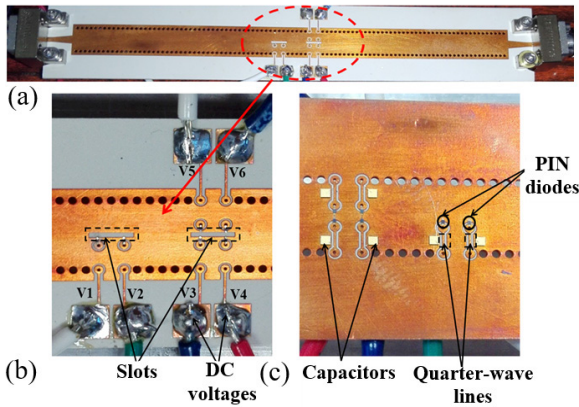 (a)
V5
V6
V1
V2
V3
V4
(b)
Slots
DC
voltages
PIN
diodes
(c)
Capacitors
Quarter-wave
lines